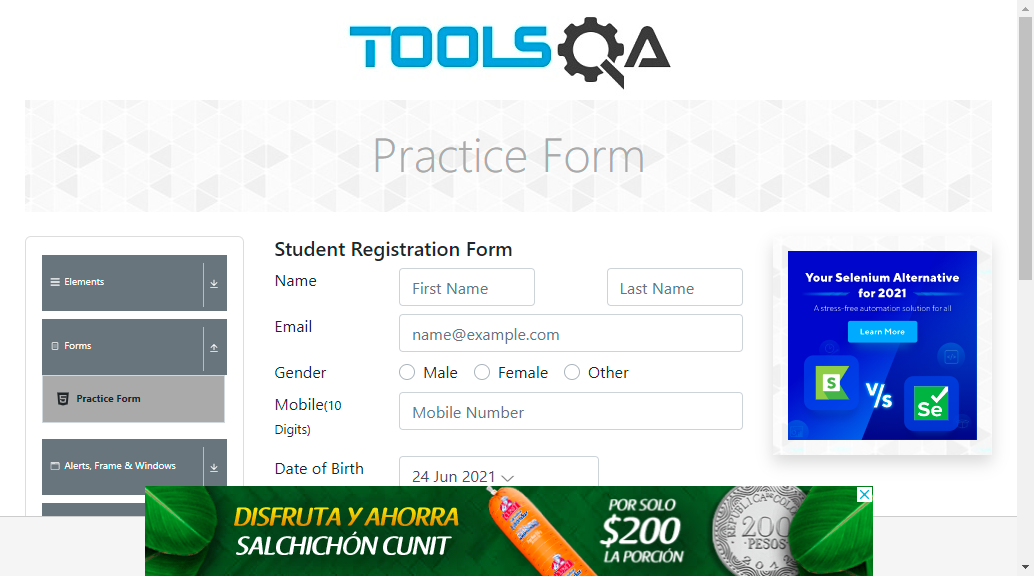 TOOLSQA
Practice Form
Elements
Forms
Practice Form
Alerts, Frame & Windows
Student Registration Form
Name
First Name
Last Name
Email
name@example.com
Gender
Male
Female
Other
Mobile(10
Digits)
Mobile Number
Date of Birth
24 Jun 2021
Your Selenium Alternative
for 2021
A stress-free automation solution for all
Learn More
S
V/s
Se
DISFRUTA Y AHORRA
SALCHICHÓN CUNIT
POR SOLO
$200
LA PORCIÓN
200
PESOS